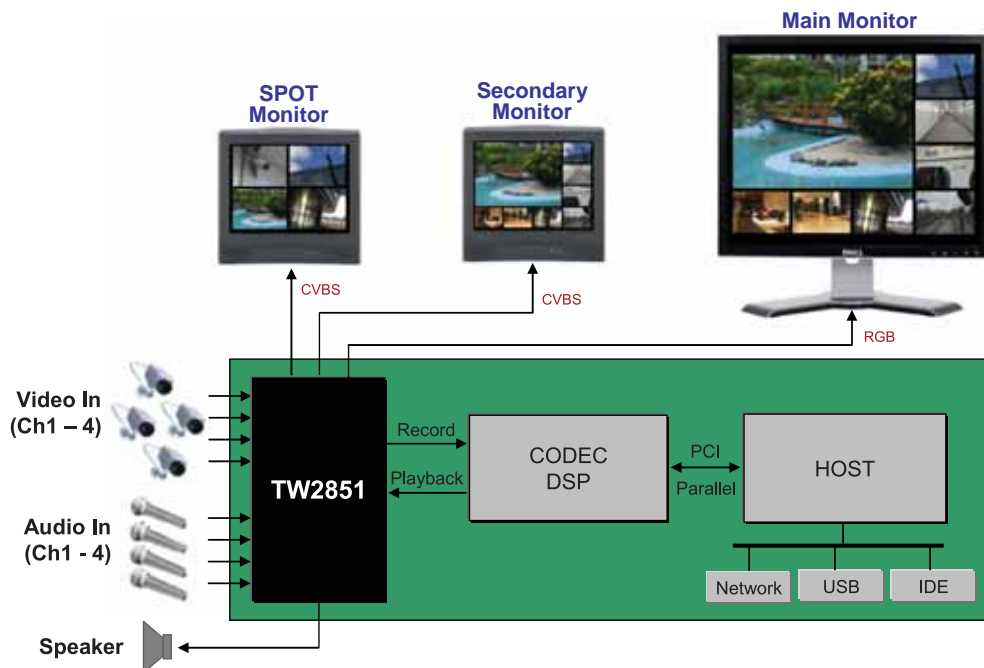 Main Monitor
SPOT
Monitor
Secondary
Monitor
DELL
CVBS
CVBS
RGB
Video In
(Ch1 – 4)
Record
Playback
TW2851
CODEC
DSP
PCI
Parallel
HOST
Audio In
(Ch1 - 4)
Network
USB
IDE
Speaker